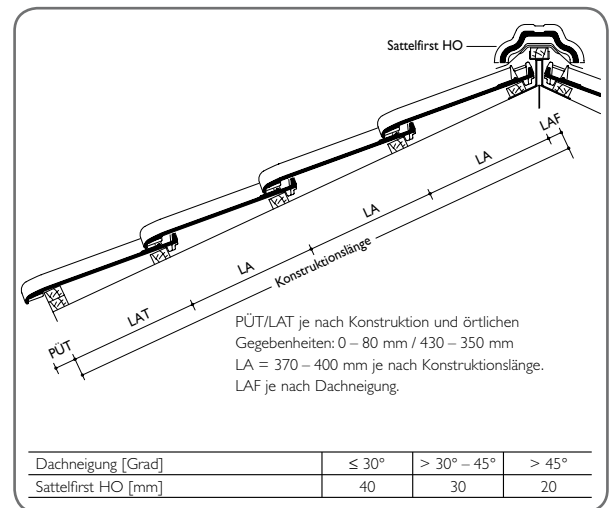 Sattelfirst HO
LAF
LA
LA
LA
Konstruktionslänge
LAT
PÜT
PÜT/LAT je nach Konstruktion und örtlichen
Gegebenheiten: 0 – 80 mm / 430 – 350 mm
LA = 370 – 400 mm je nach Konstruktionslänge.
LAF je nach Dachneigung.
Dachneigung [Grad] ≤ 30° > 30° – 45° > 45°
Sattelfirst HO [mm] 40 30 20